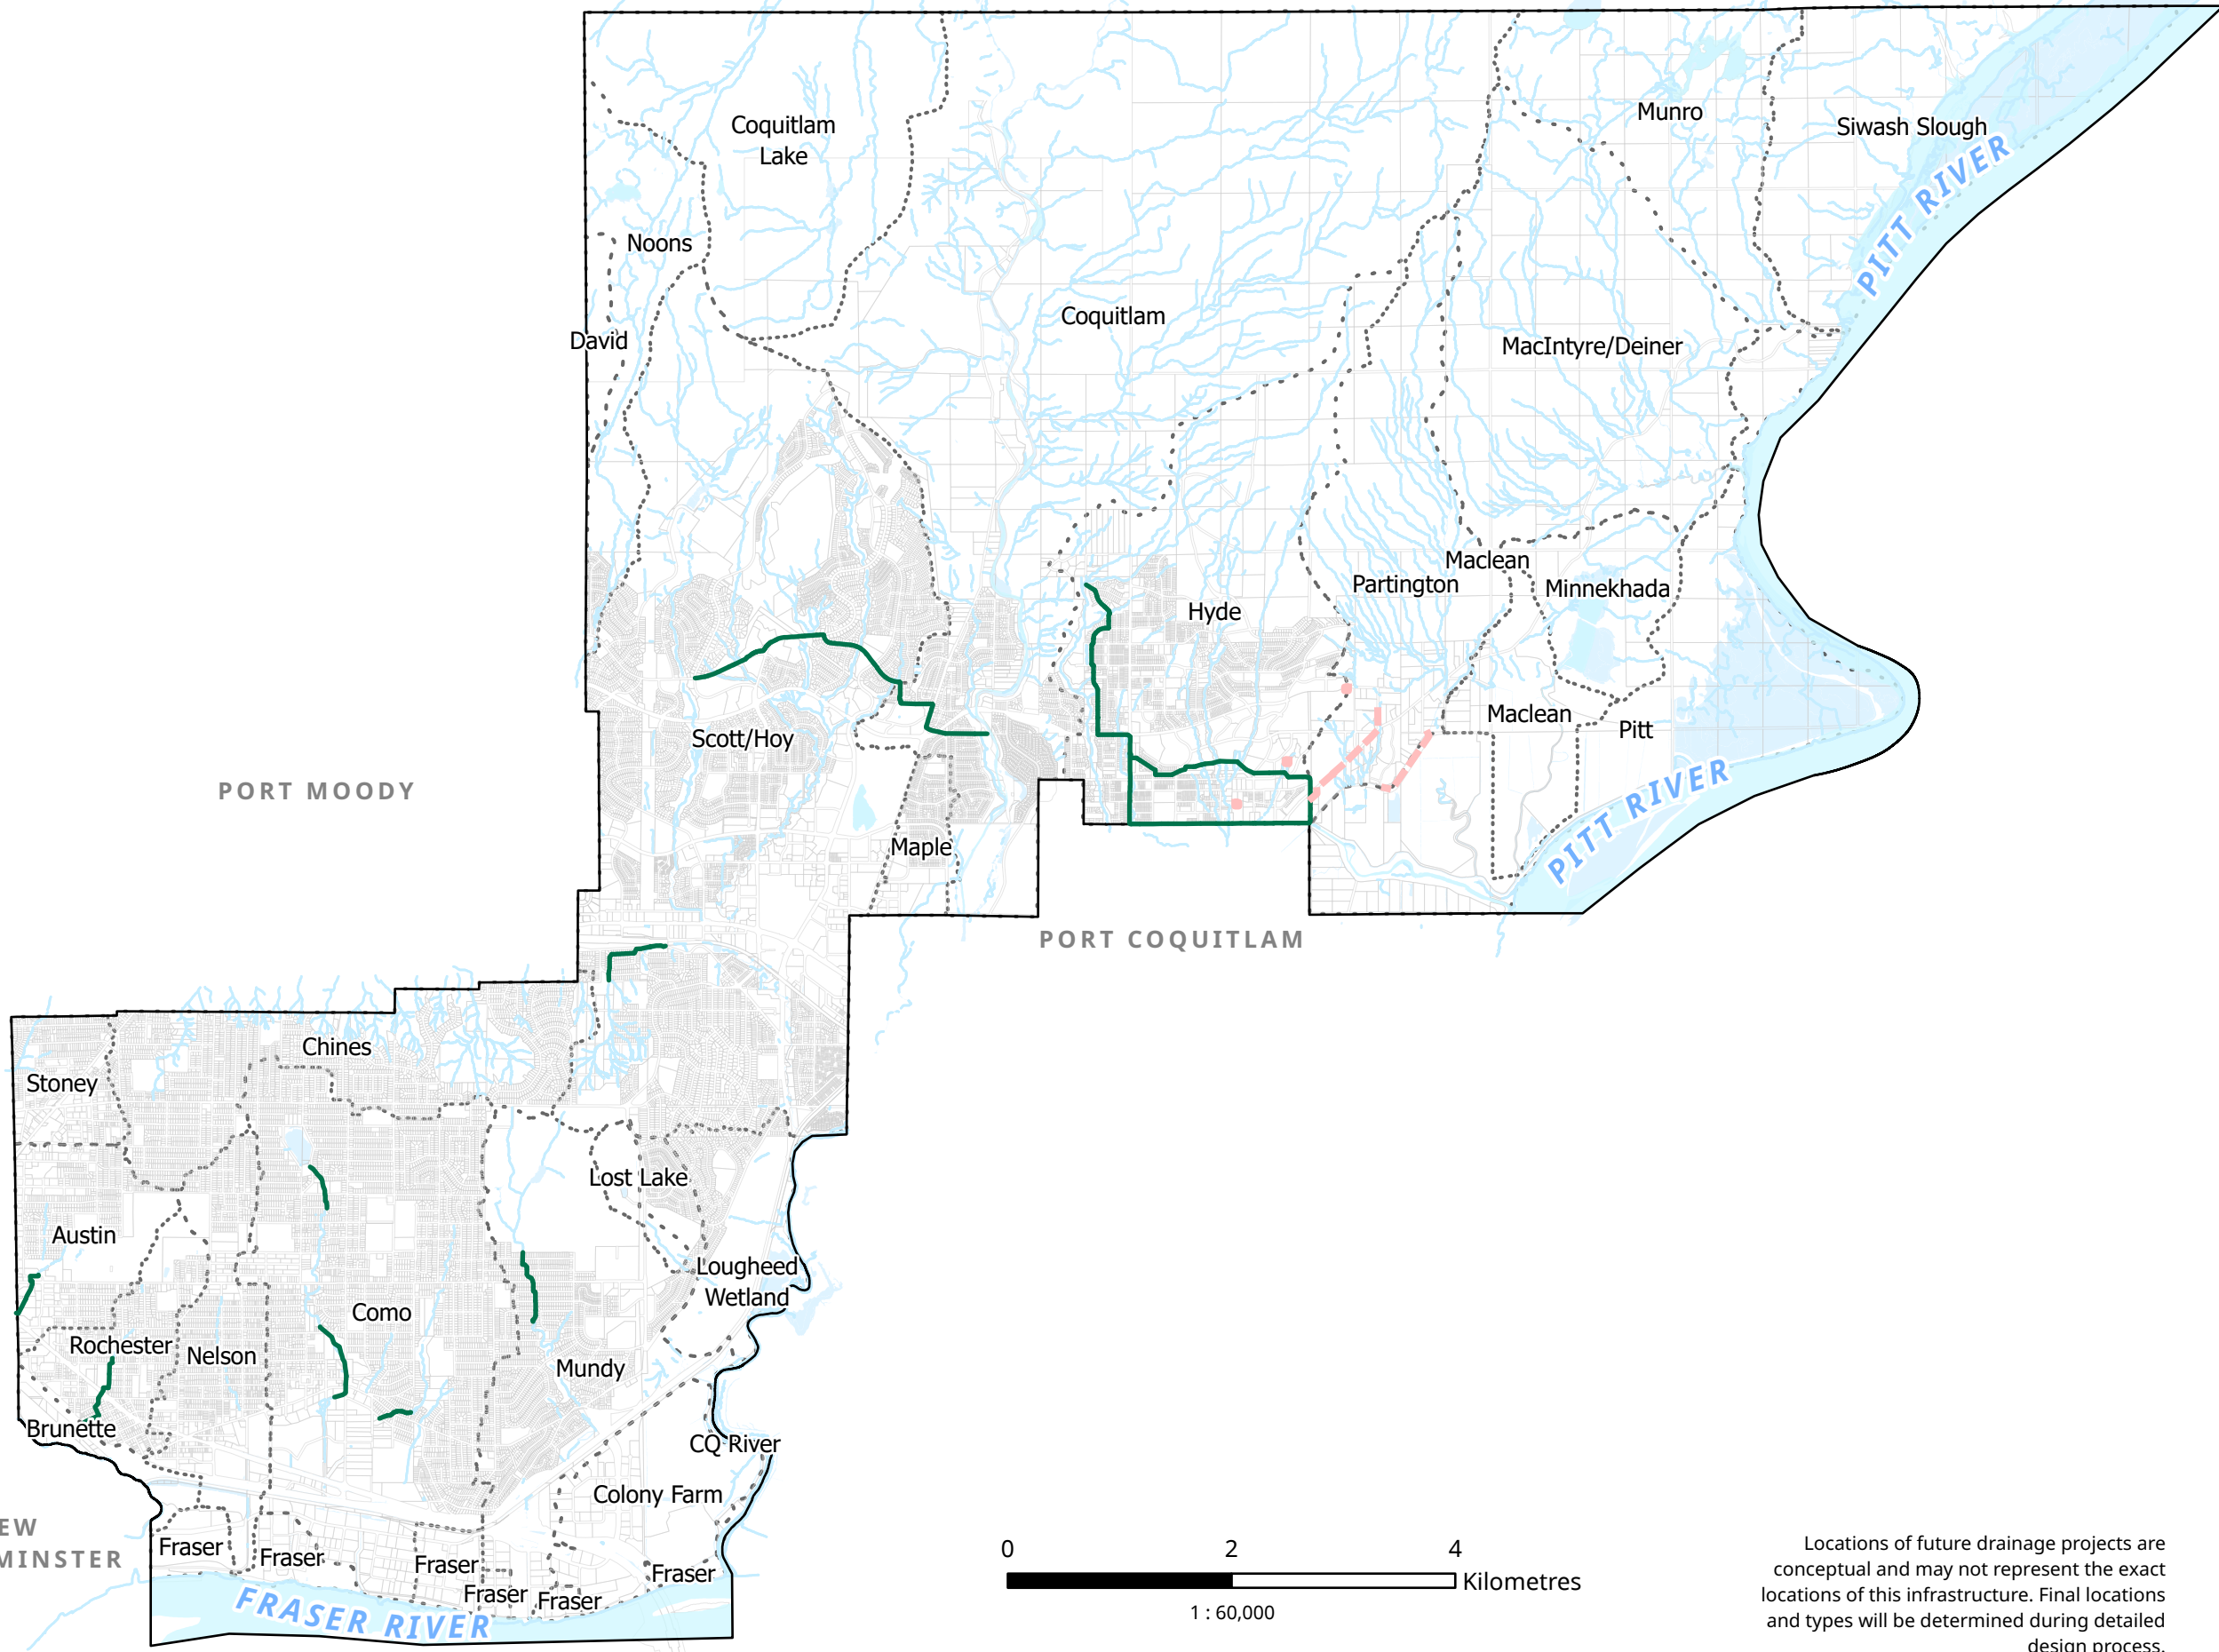 Coquitlam
Lake
Munro
Siwash Slough
PITT RIVER
Noons
Coquitlam
David
MacIntyre/Deiner
Maclean
Partington
Minnekhada
Hyde
Maclean
Pitt
Scott/Hoy
PORT MOODY
PITT RIVER
Maple
PORT COQUITLAM
Chines
Stoney
Lost Lake
Austin
Lougheed
Wetland
Como
Rochester
Nelson
Mundy
Brunette
CQ River
Colony Farm
EW
MINSTER
Fraser
Fraser
Fraser
Fraser
Fraser
Fraser
FRASER RIVER
0 2 4
Kilometres
1 : 60,000
Locations of future drainage projects are
conceptual and may not represent the exact
locations of this infrastructure. Final locations
and types will be determined during detailed
design process.